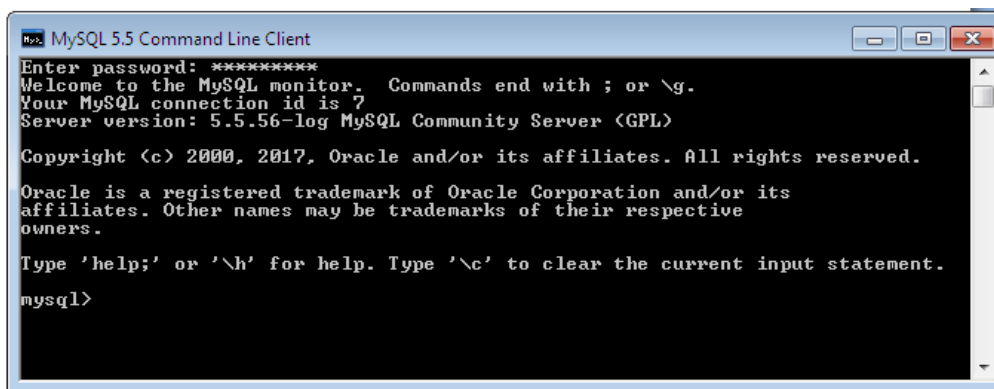 MySQL 5.5 Command Line Client
Enter password: *********
Welcome to the MySQL monitor.  Commands end with ; or \g.
Your MySQL connection id is 7
Server version: 5.5.56-log MySQL Community Server (GPL)
Copyright (c) 2000, 2017, Oracle and/or its affiliates. All rights reserved.
Oracle is a registered trademark of Oracle Corporation and/or its
affiliates. Other names may be trademarks of their respective
owners.
Type 'help;' or '\h' for help. Type '\c' to clear the current input statement.
mysql>